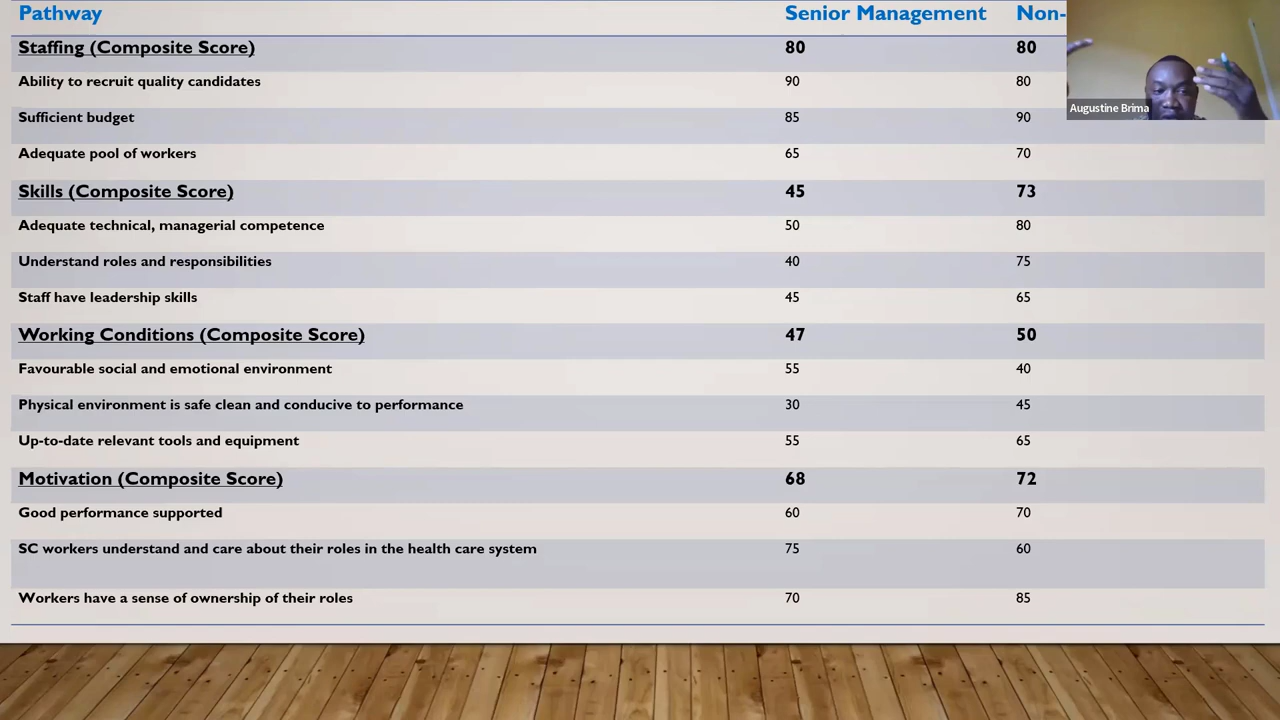 Pathway Senior Management Non-
Staffing (Composite Score) 80 80
Ability to recruit quality candidates 90 80
Sufficient budget 85 90
Adequate pool of workers 65 70
Skills (Composite Score) 45 73
Adequate technical, managerial competence 50 80
Understand roles and responsibilities 40 75
Staff have leadership skills 45 65
Working Conditions (Composite Score) 47 50
Favourable social and emotional environment 55 40
Physical environment is safe clean and conducive to performance 30 45
Up-to-date relevant tools and equipment 55 65
Motivation (Composite Score) 68 72
Good performance supported 60 70
SC workers understand and care about their roles in the health care system 75 60
Workers have a sense of ownership of their roles 70 85
Augustine Brima